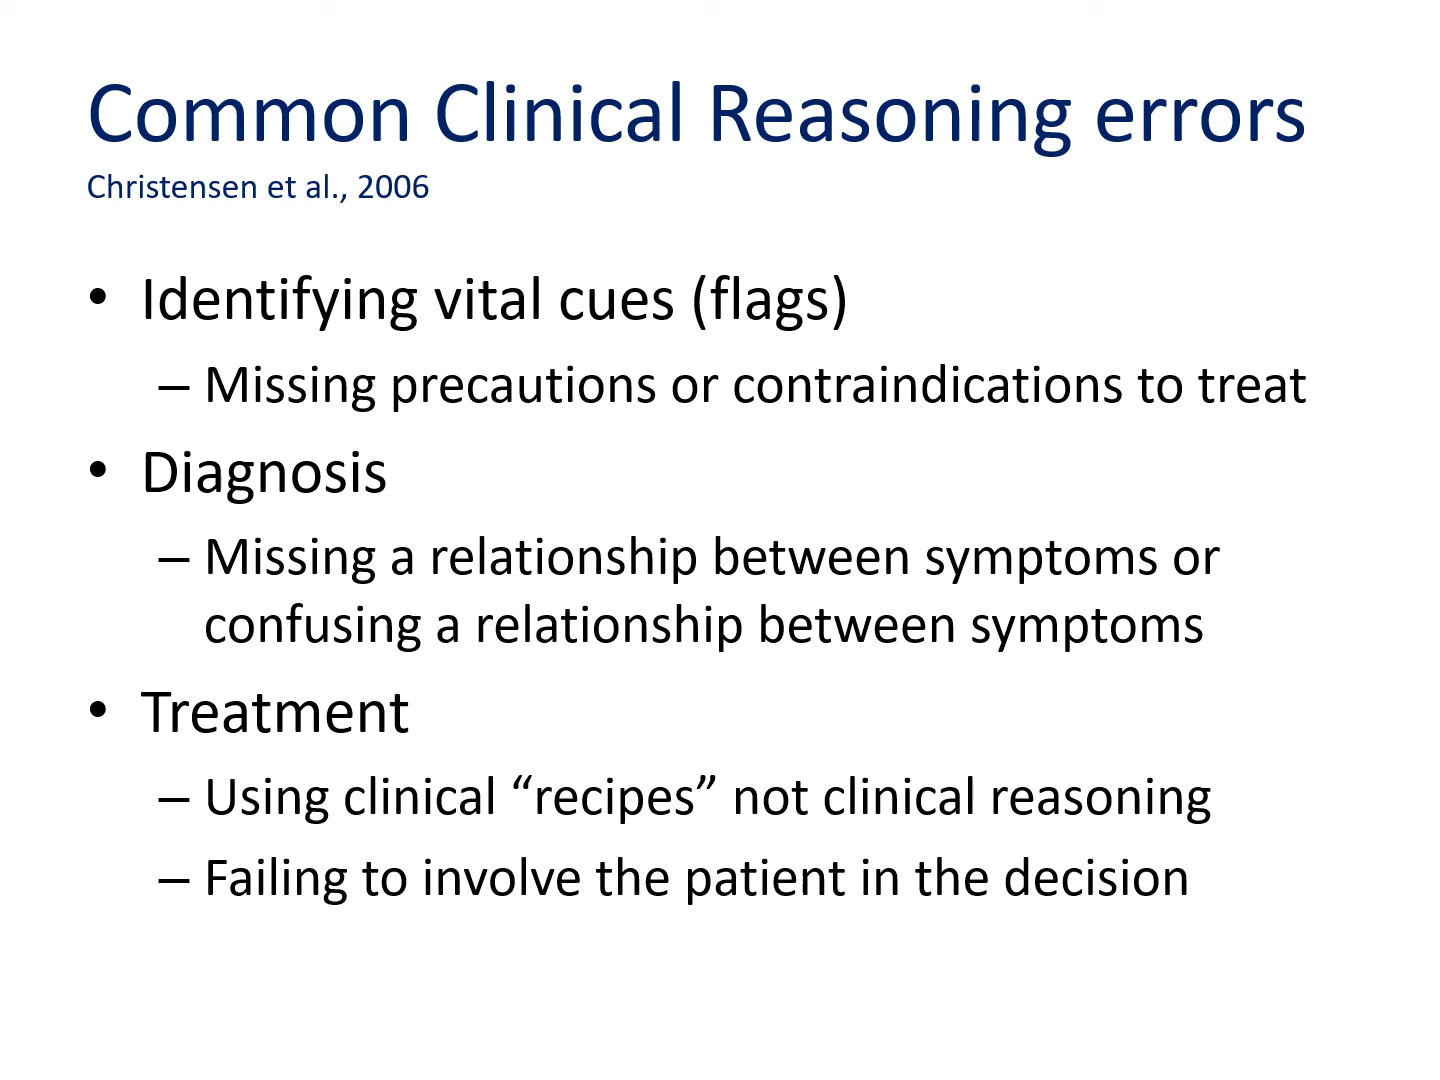 Common Clinical Reasoning errors
Christensen et al., 2006
• Identifying vital cues (flags)
– Missing precautions or contraindications to treat
• Diagnosis
– Missing a relationship between symptoms or
confusing a relationship between symptoms
• Treatment
– Using clinical “recipes” not clinical reasoning
– Failing to involve the patient in the decision